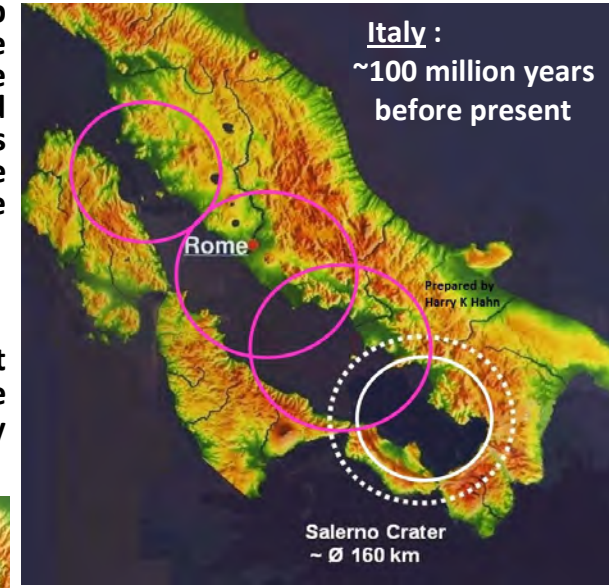 Italy :
~100 million years
before present
Rome
Prepared by
Harry K Hahn
Salerno Crater
~ Ø 160 km